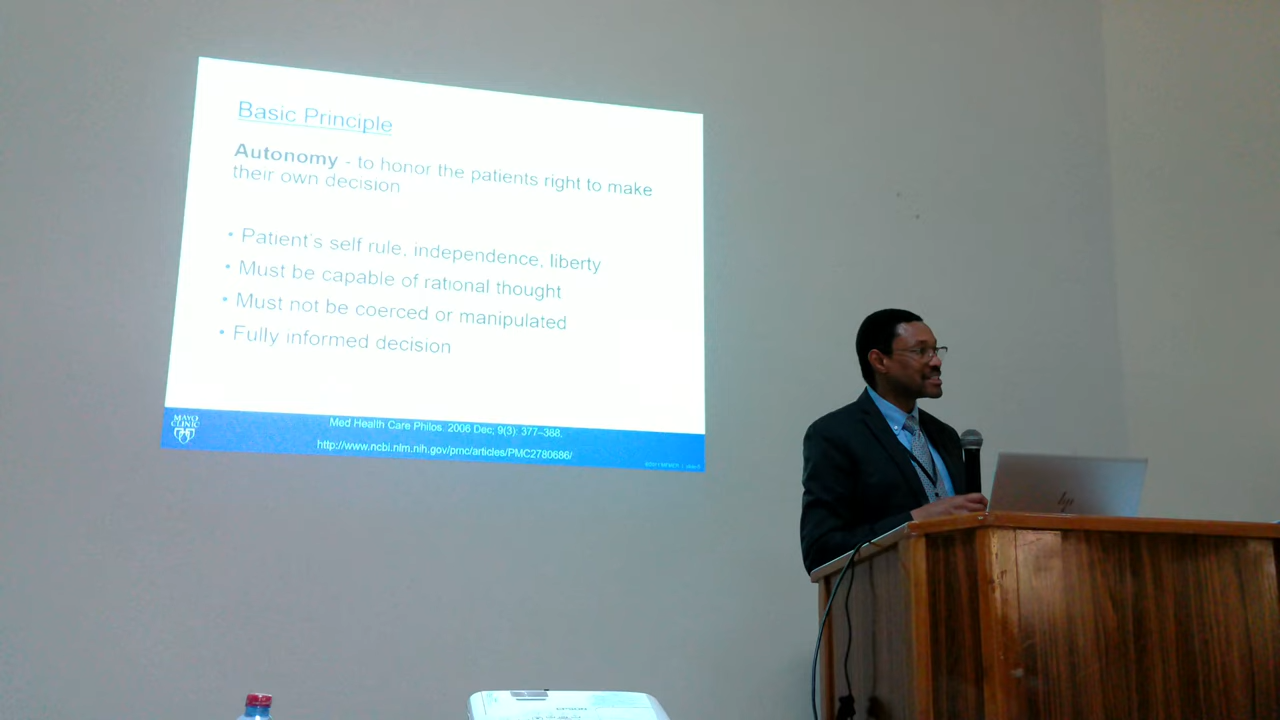 Basic Principle
Autonomy - to honor the patients right to make
their own decision
• Patient's self rule, independence, liberty
• Must be capable of rational thought
• Must not be coerced or manipulated
• Fully informed decision
MAYO
CLINIC
Med Health Care Philos. 2006 Dec; 9(3): 377–388.
http://www.ncbi.nlm.nih.gov/pmc/articles/PMC2780686/
hp